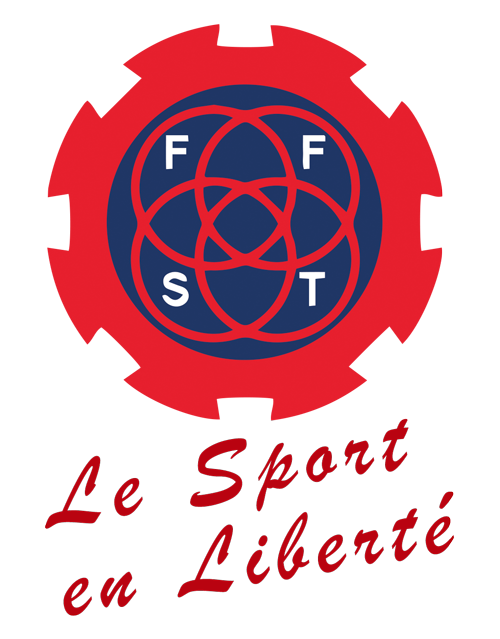 F F
S T
Le Sport
en Liberté